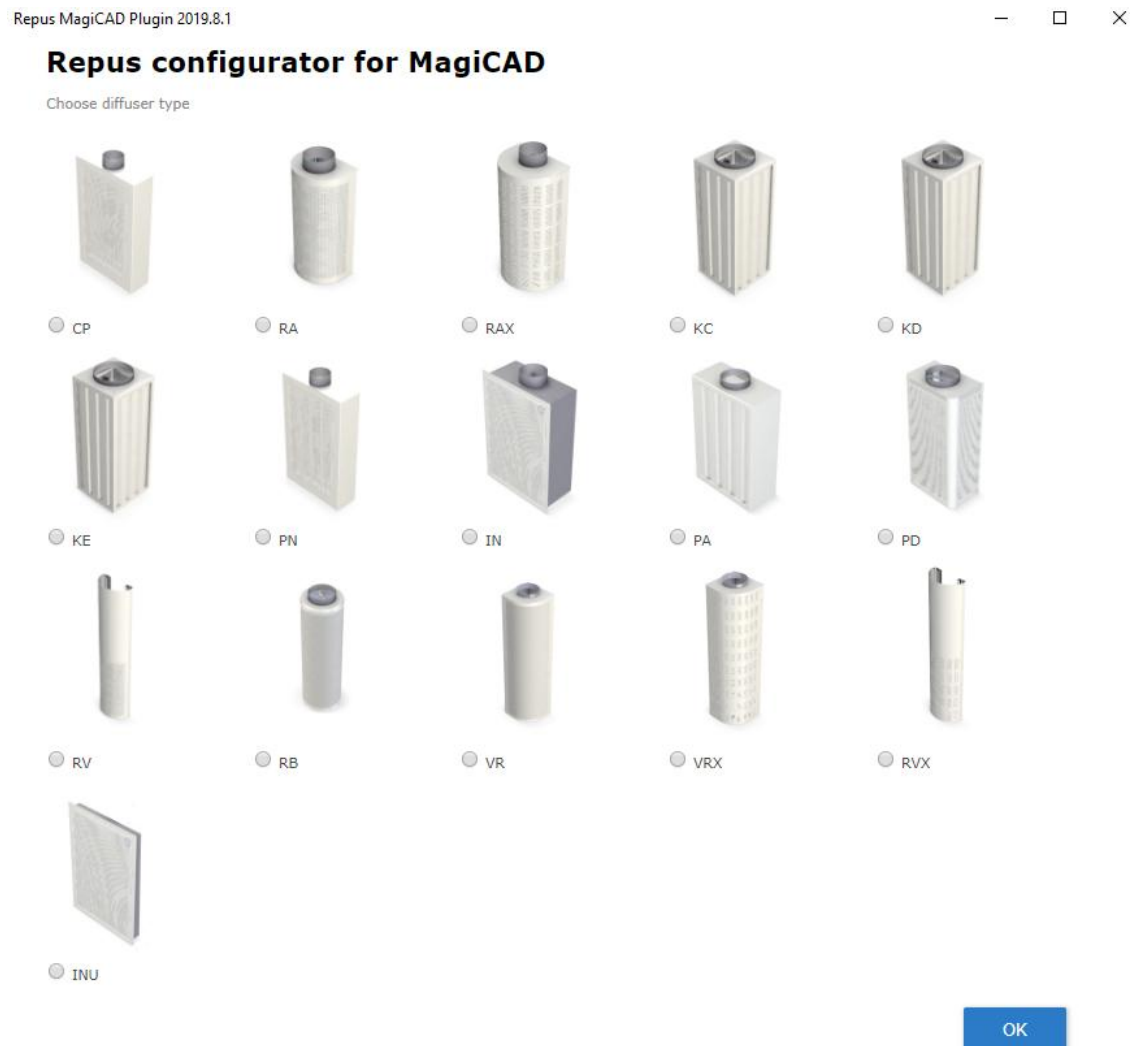 Repus MagiCAD Plugin 2019.8.1
Repus configurator for MagiCAD
Choose diffuser type
CP RA RAX KC KD
KE PN IN PA PD
RV RB VR VRX RVX
INU
OK